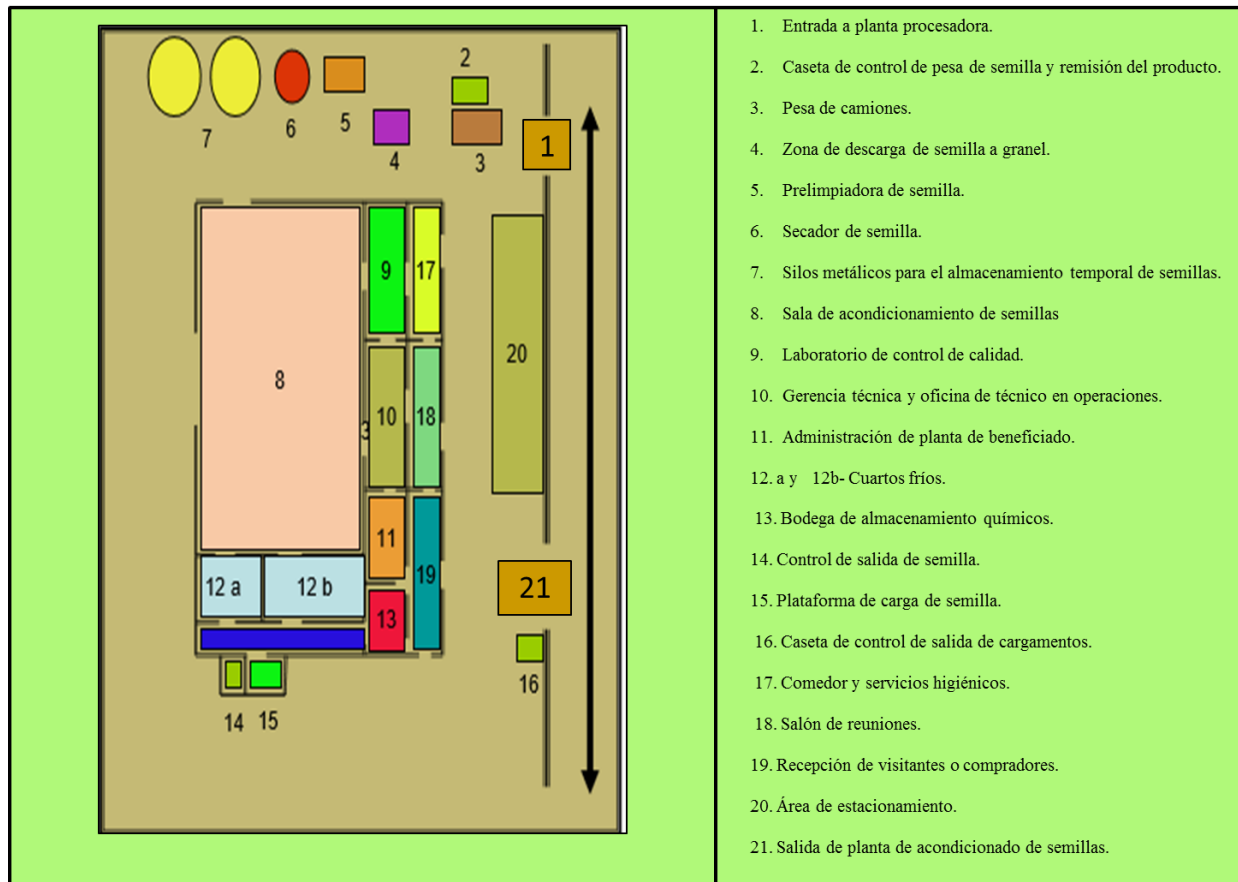 2
7
6
5
4
3
1
9
17
8
10
18
20
3
11
12 a
12 b
13
19
21
14
15
16
1. Entrada a planta procesadora.
2. Caseta de control de pesa de semilla y remisión del producto.
3. Pesa de camiones.
4. Zona de descarga de semilla a granel.
5. Prelimpiadora de semilla.
6. Secador de semilla.
7. Silos metálicos para el almacenamiento temporal de semillas.
8. Sala de acondicionamiento de semillas
9. Laboratorio de control de calidad.
10. Gerencia técnica y oficina de técnico en operaciones.
11. Administración de planta de beneficiado.
12. a y 12b- Cuartos fríos.
13. Bodega de almacenamiento químicos.
14. Control de salida de semilla.
15. Plataforma de carga de semilla.
16. Caseta de control de salida de cargamentos.
17. Comedor y servicios higiénicos.
18. Salón de reuniones.
19. Recepción de visitantes o compradores.
20. Área de estacionamiento.
21. Salida de planta de acondicionado de semillas.